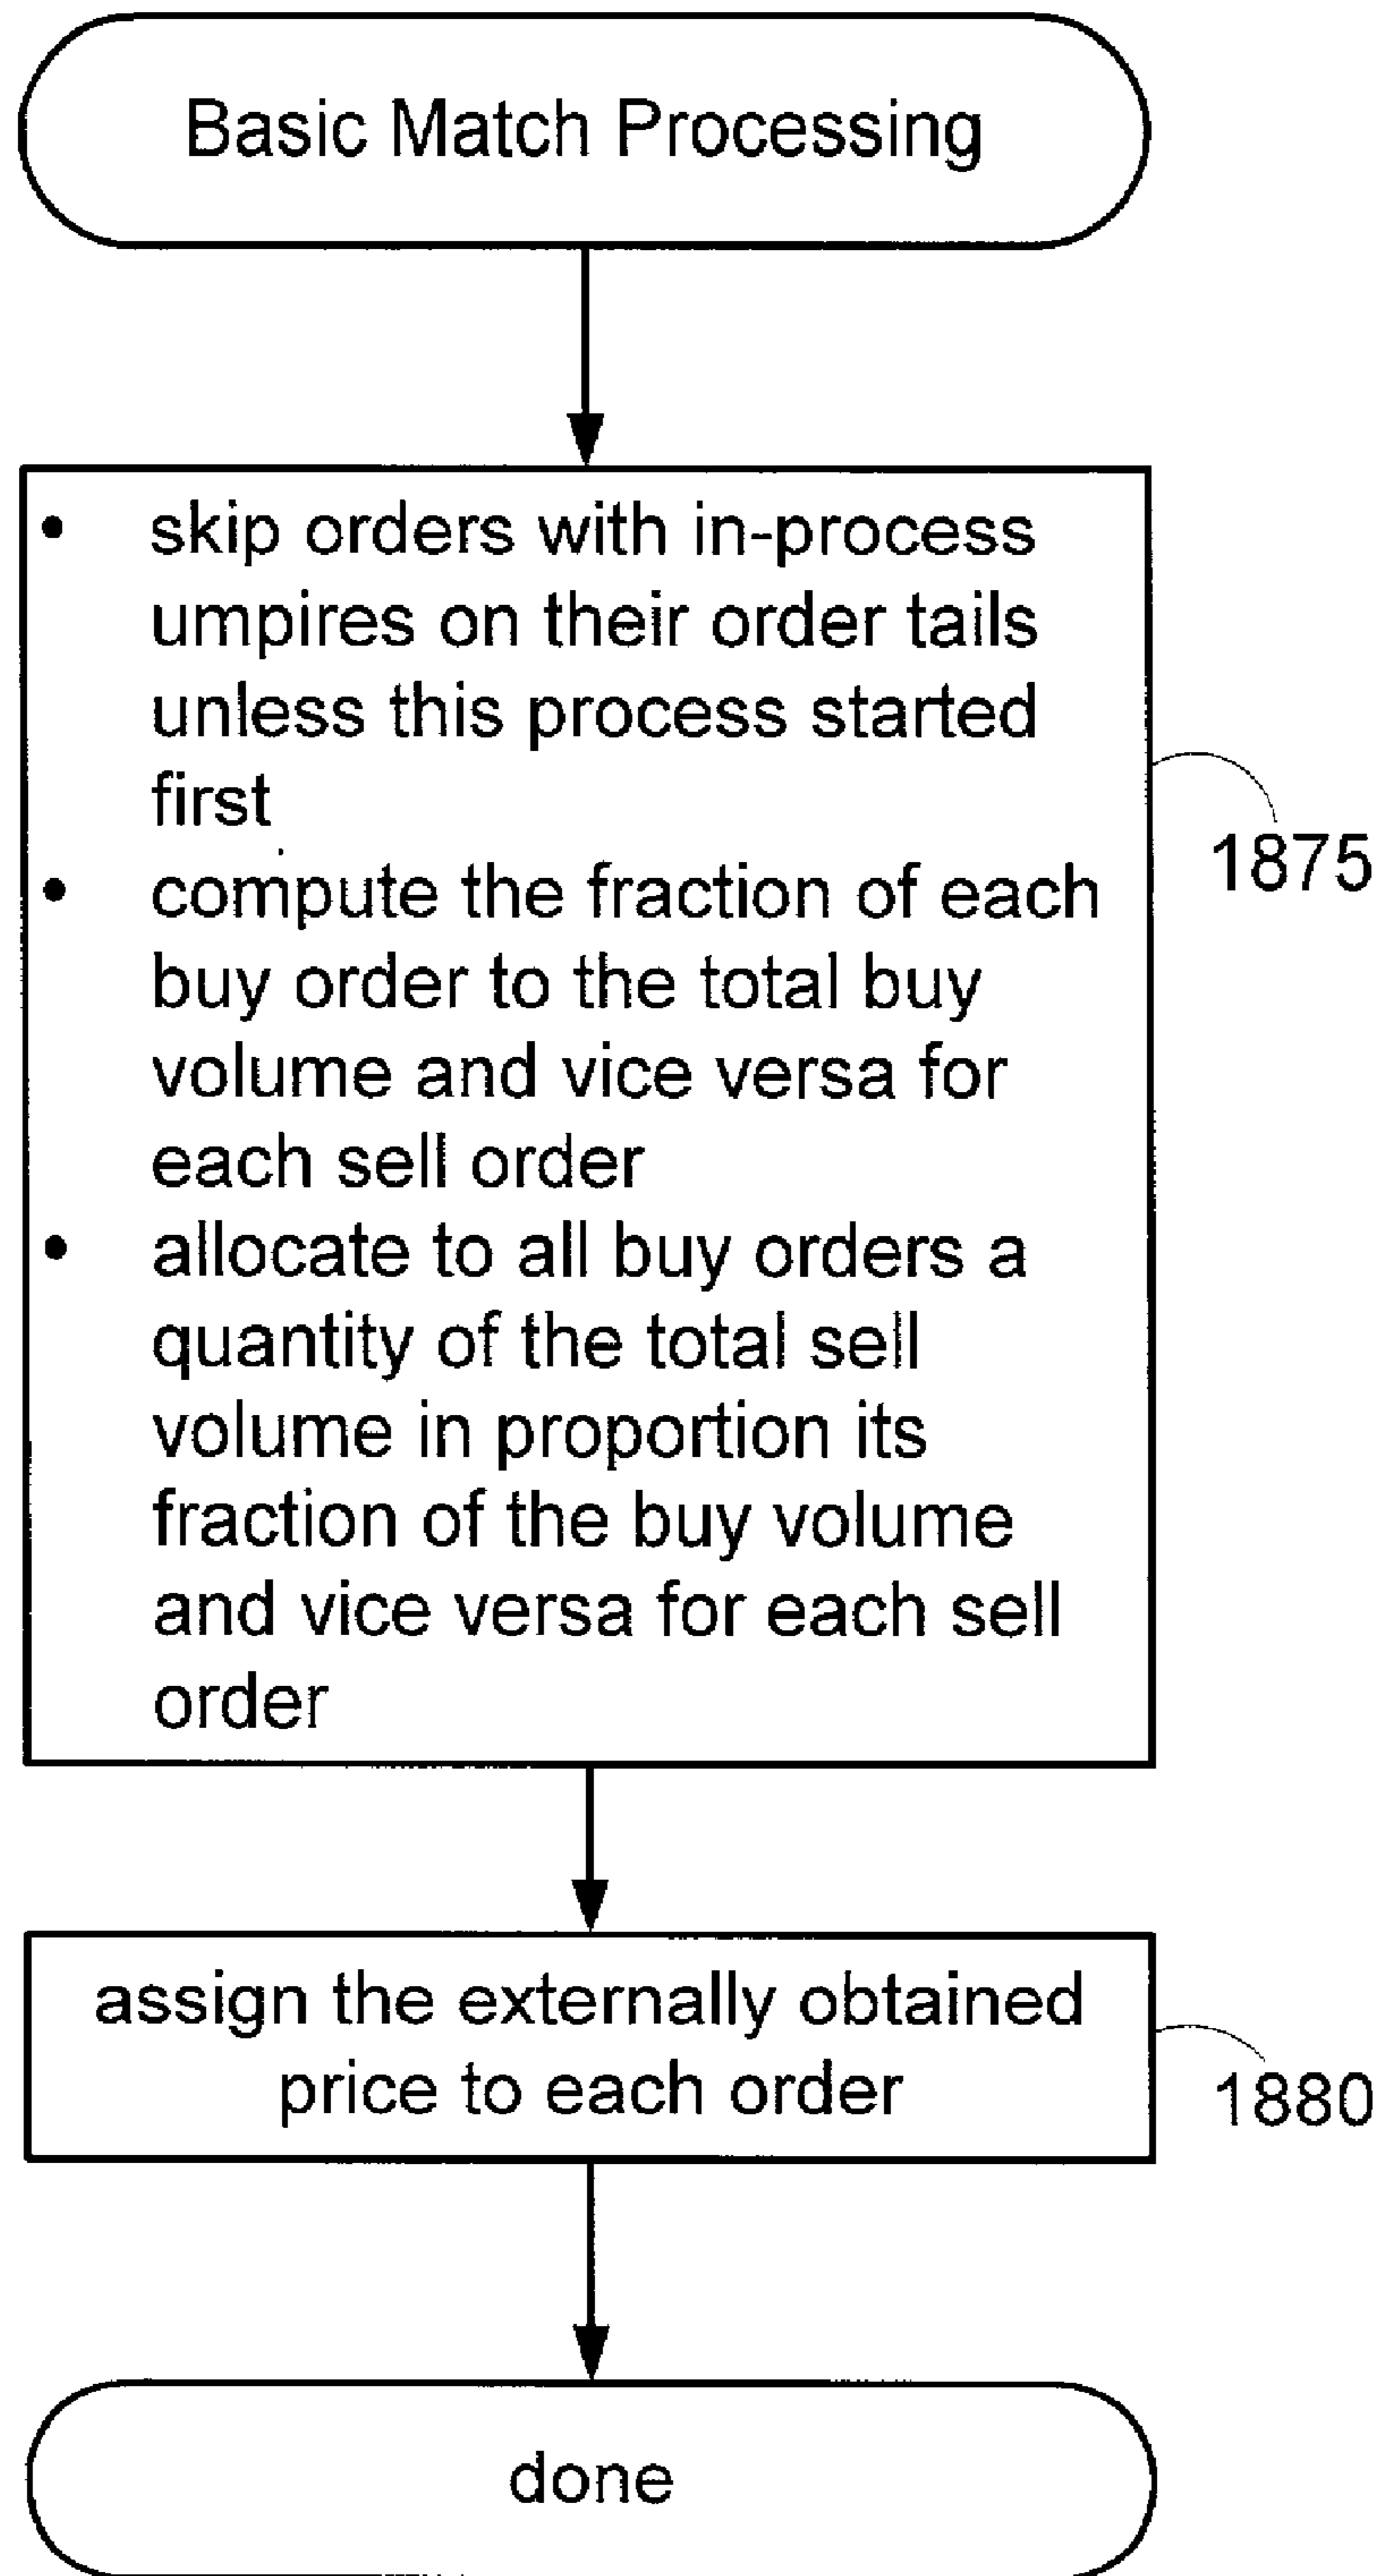 Basic Match Processing
• skip orders with in-process
umpires on their order tails
unless this process started
first
1875
• compute the fraction of each
buy order to the total buy
volume and vice versa for
each sell order
• allocate to all buy orders a
quantity of the total sell
volume in proportion its
fraction of the buy volume
and vice versa for each sell
order
assign the externally obtained
price to each order
1880
done